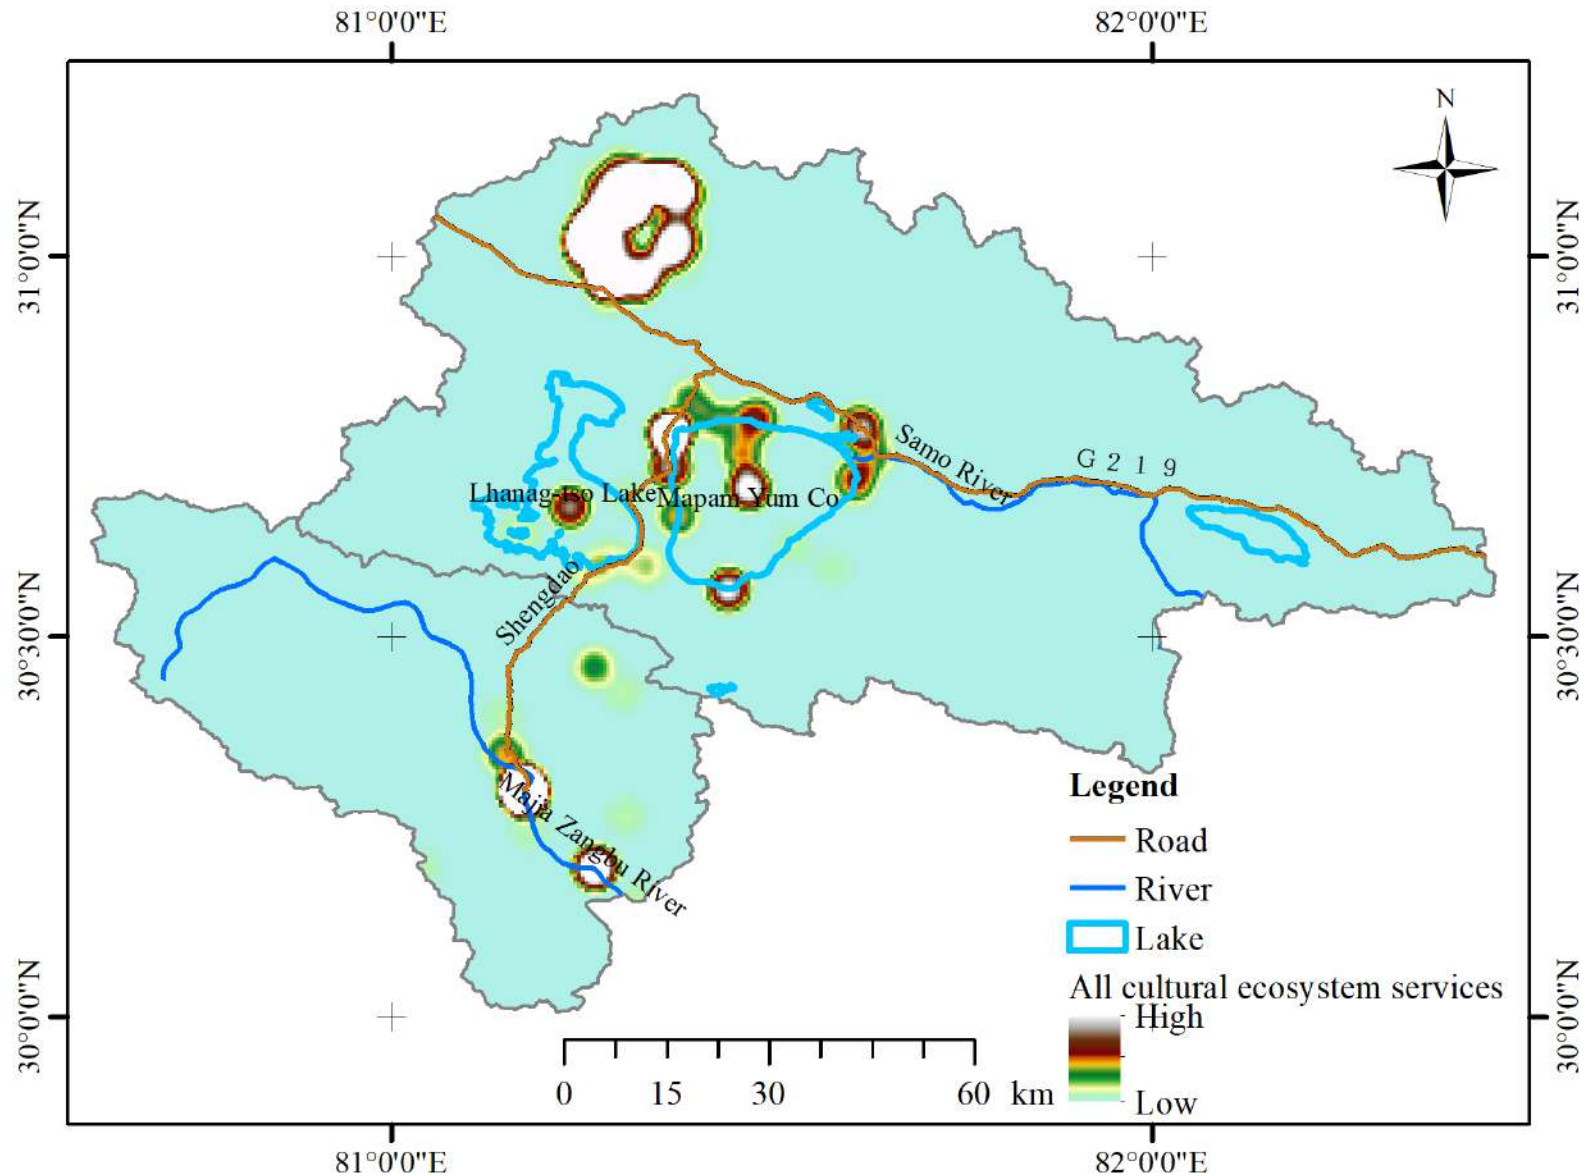 81°0'0"E 82°0'0"E
N
31°0'0"N 31°0'0"N
Samo River
G 2 1 9
Lhanag-tso Lake
Mapam Yum Co
Shengdao
30°30'0"N 30°30'0"N
Majia Zangbu River
Legend
Road
River
Lake
All cultural ecosystem services
High
Low
30°0'0"N 30°0'0"N
0 15 30 60 km
81°0'0"E 82°0'0"E